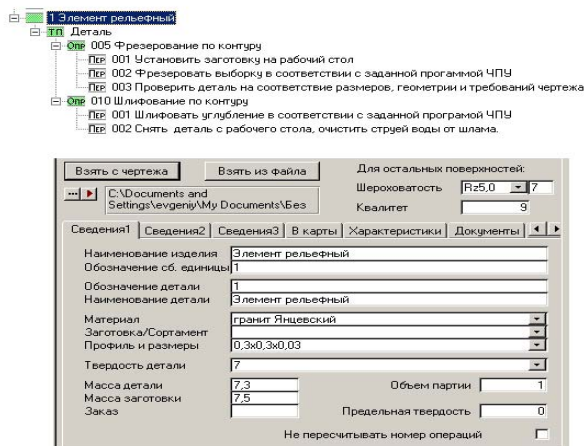 1 Элемент рельефный
ТП Деталь
Опр 005 Фрезерование по контуру
Пер 001 Установить заготовку на рабочий стол
Пер 002 Фрезеровать выборку в соответствии с заданной прогаммой ЧПУ
Пер 003 Проверить деталь на соответствие размеров, геометрии и требований чертежа
Опр 010 Шлифование по контуру
Пер 001 Шлифовать углубление в соответствии с заданной програмой ЧПУ
Пер 002 Снять деталь с рабочего стола, очистить струей воды от шлама.
Взять с чертежа Взять из файла Для остальных поверхностей:
... C:\Documents and Settings\evgeniy\My Documents\Без
Шероховатость Rz5,0 7
Квалитет 9
Сведения1 Сведения2 Сведения3 В карты Характеристики Документы
Наименование изделия Элемент рельефный
Обозначение сб. единицы 1
Обозначение детали 1
Наименование детали Элемент рельефный
Материал гранит Янцевский
Заготовка/Сортамент
Профиль и размеры 0,3х0,3х0,03
Твердость детали 7
Масса детали 7,3 Объем партии 1
Масса заготовки 7,5
Заказ Предельная твердость 0
Не пересчитывать номер операций